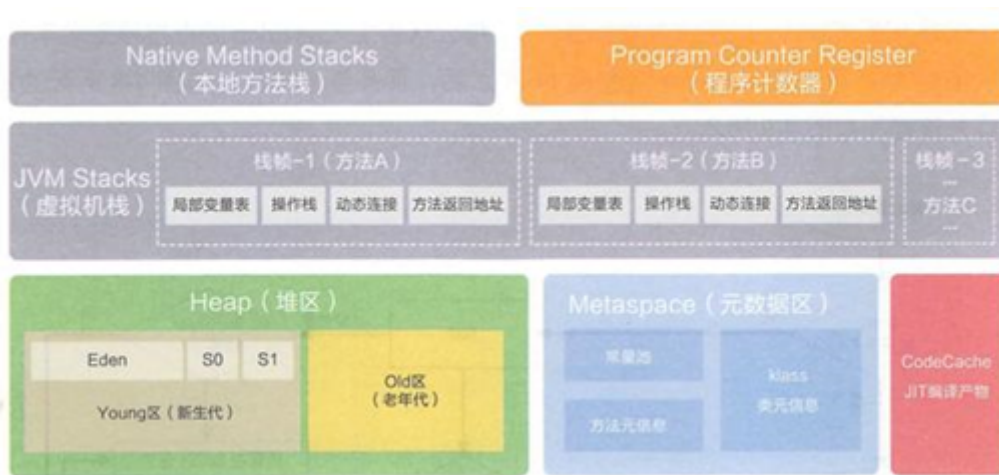 Native Method Stacks
（本地方法栈）
Program Counter Register
（程序计数器）
JVM Stacks
（虚拟机栈）
栈帧-1（方法A）
局部变量表
操作栈
动态连接
方法返回地址
栈帧-2（方法B）
局部变量表
操作栈
动态连接
方法返回地址
栈帧-3
...
方法C
...
Heap（堆区）
Eden
S0
S1
Young区（新生代）
Old区
（老年代）
Metaspace（元数据区）
常量池
方法元信息
klass
类元信息
CodeCache
JIT编译产物